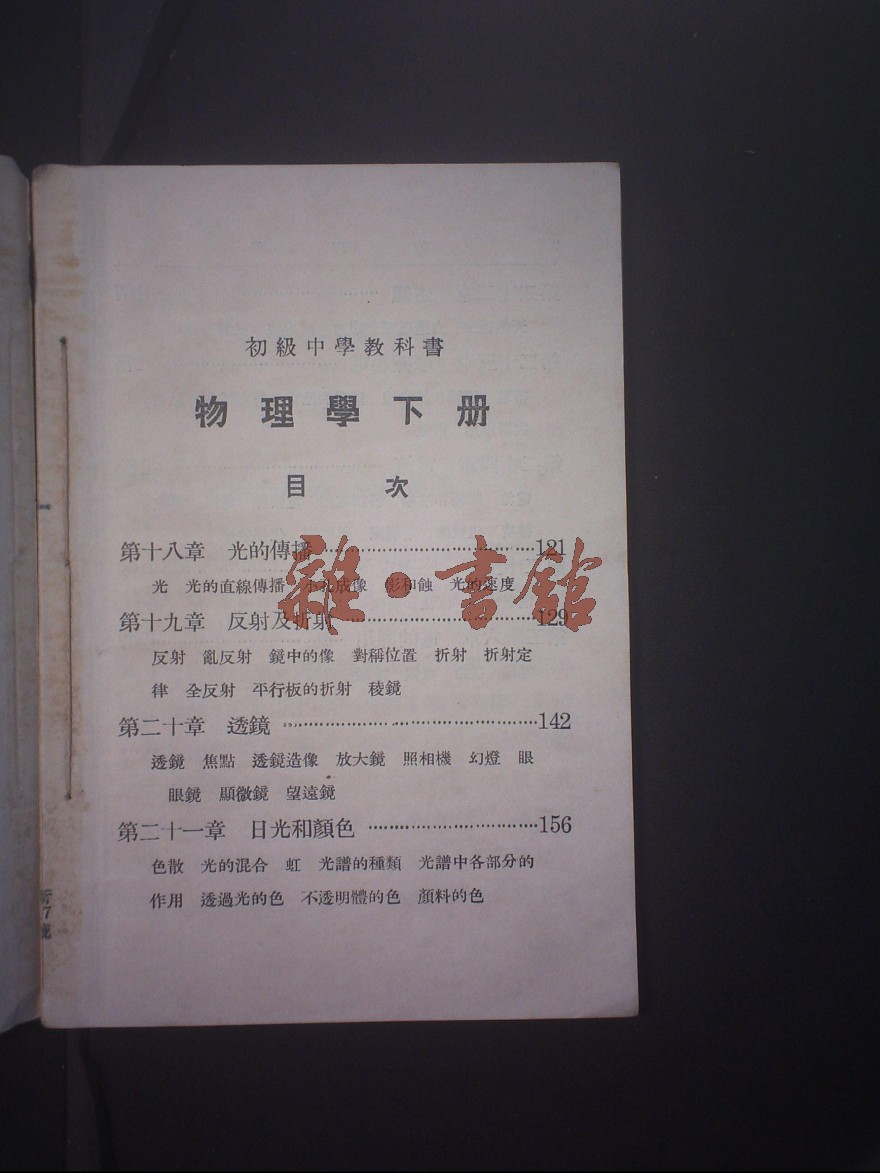 初級中學教科書
物理學下册
目次
第十八章 光的傳播……………………………121
光 光的直線傳播 小孔成像 影和蝕 光的速度
第十九章 反射及折射……………………………129
反射 亂反射 鏡中的像 對稱位置 折射 折射定
律 全反射 平行板的折射 稜鏡
第二十章 透鏡……………………………142
透鏡 焦點 透鏡造像 放大鏡 照相機 幻燈 眼
眼鏡 顯微鏡 望遠鏡
第二十一章 日光和顏色……………………………156
色散 光的混合 虹 光譜的種類 光譜中各部分的
作用 透過光的色 不透明體的色 顏料的色
雜·書館